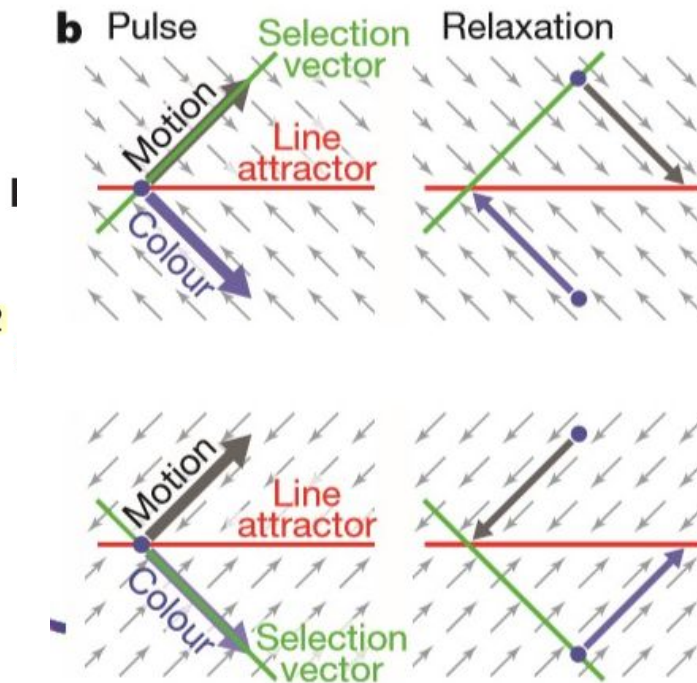 b Pulse
Relaxation
Selection
vector
Motion
Line
attractor
Colour
Motion
Line
attractor
Colour
Selection
vector